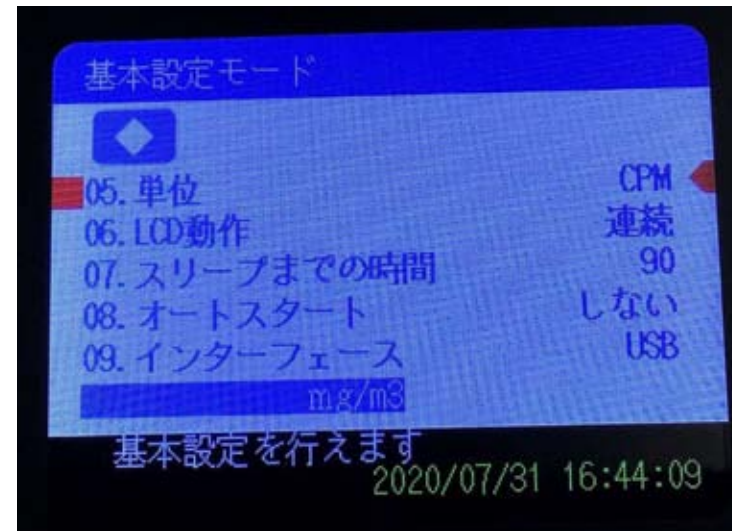 基本設定モード
05. 単位 CPM
06. LCD動作 連続
07. スリープまでの時間 90
08. オートスタート しない
09. インターフェース USB
mg/m3
基本設定を行えます
2020/07/31 16:44:09